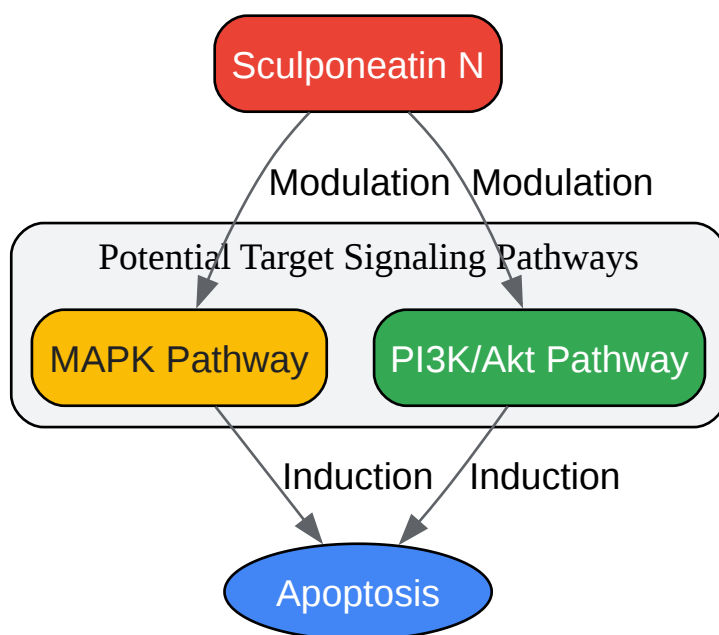 Sculponeatin N
Modulation Modulation
Potential Target Signaling Pathways
MAPK Pathway PI3K/Akt Pathway
Induction Induction
Apoptosis